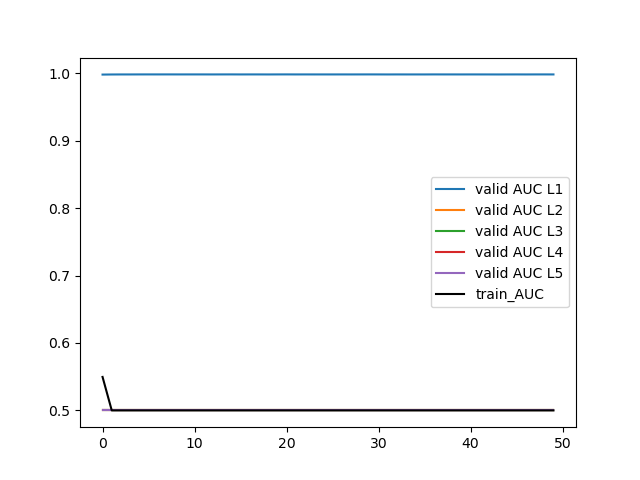 1.0
0.9
0.8
0.7
0.6
0.5
0
10
20
30
40
50
valid AUC L1
valid AUC L2
valid AUC L3
valid AUC L4
valid AUC L5
train_AUC